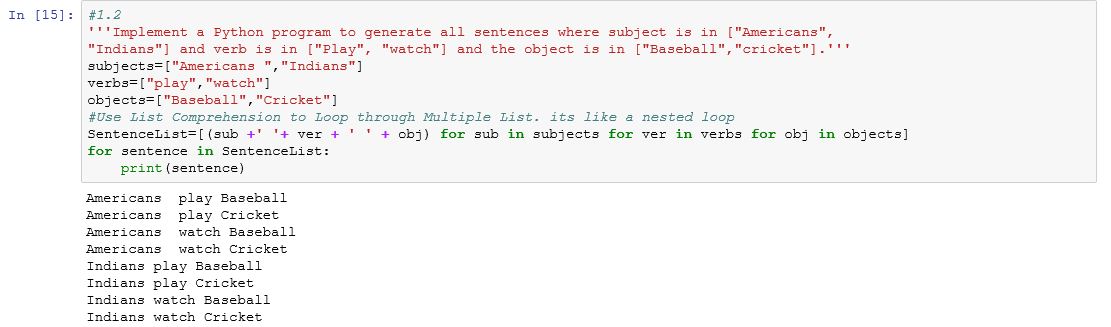 In [15]: #1.2
'''Implement a Python program to generate all sentences where subject is in ["Americans",
"Indians"] and verb is in ["Play", "watch"] and the object is in ["Baseball","cricket"].'''
subjects=["Americans ","Indians"]
verbs=["play","watch"]
objects=["Baseball","Cricket"]
#Use List Comprehension to Loop through Multiple List. its like a nested loop
SentenceList=[(sub +' '+ ver + ' ' + obj) for sub in subjects for ver in verbs for obj in objects]
for sentence in SentenceList:
    print(sentence)
Americans  play Baseball
Americans  play Cricket
Americans  watch Baseball
Americans  watch Cricket
Indians play Baseball
Indians play Cricket
Indians watch Baseball
Indians watch Cricket